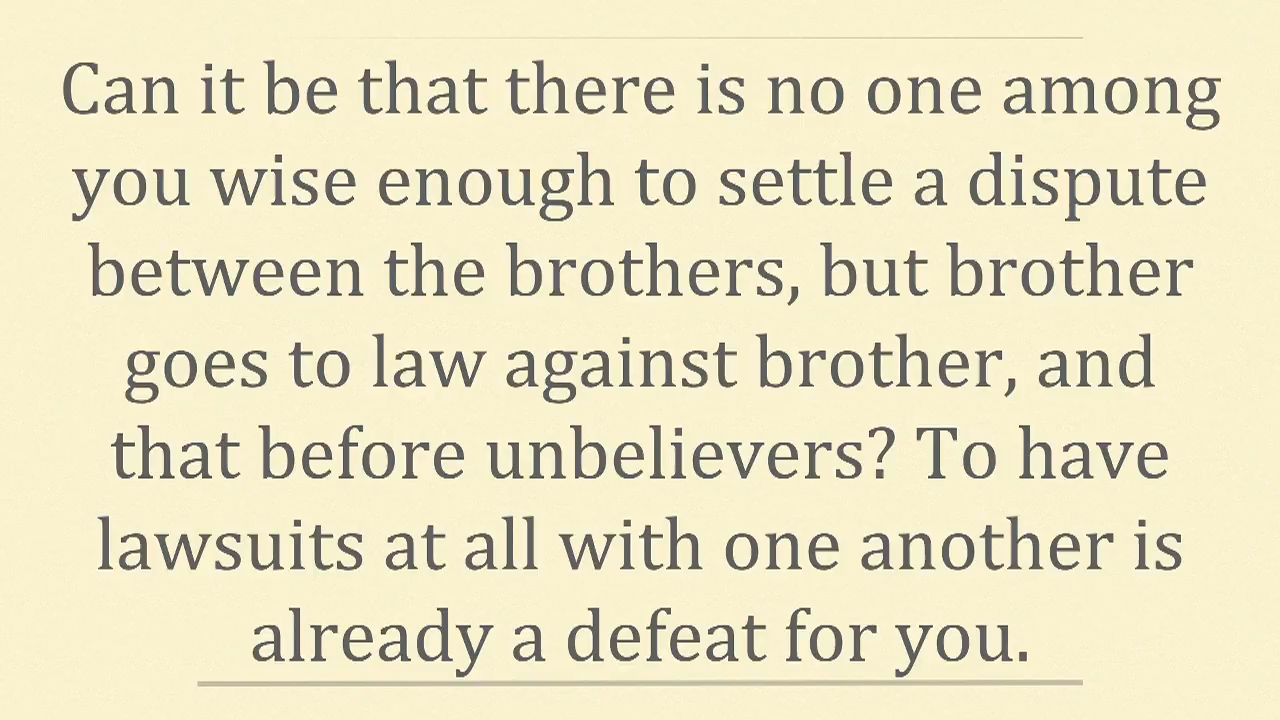 Can it be that there is no one among
you wise enough to settle a dispute
between the brothers, but brother
goes to law against brother, and
that before unbelievers? To have
lawsuits at all with one another is
already a defeat for you.